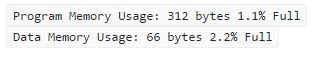 Program Memory Usage: 312 bytes 1.1% Full
Data Memory Usage: 66 bytes 2.2% Full